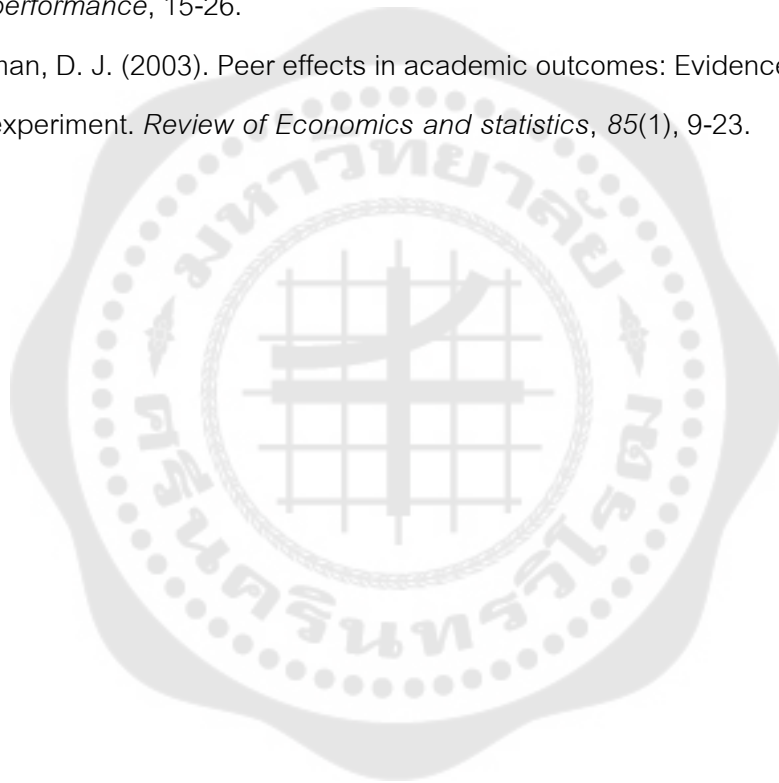 performance, 15-26.
man, D. J. (2003). Peer effects in academic outcomes: Evidence
experiment. Review of Economics and statistics, 85(1), 9-23.
มหาวิทยาลัย
ศรีนครินทรวิโรฒ